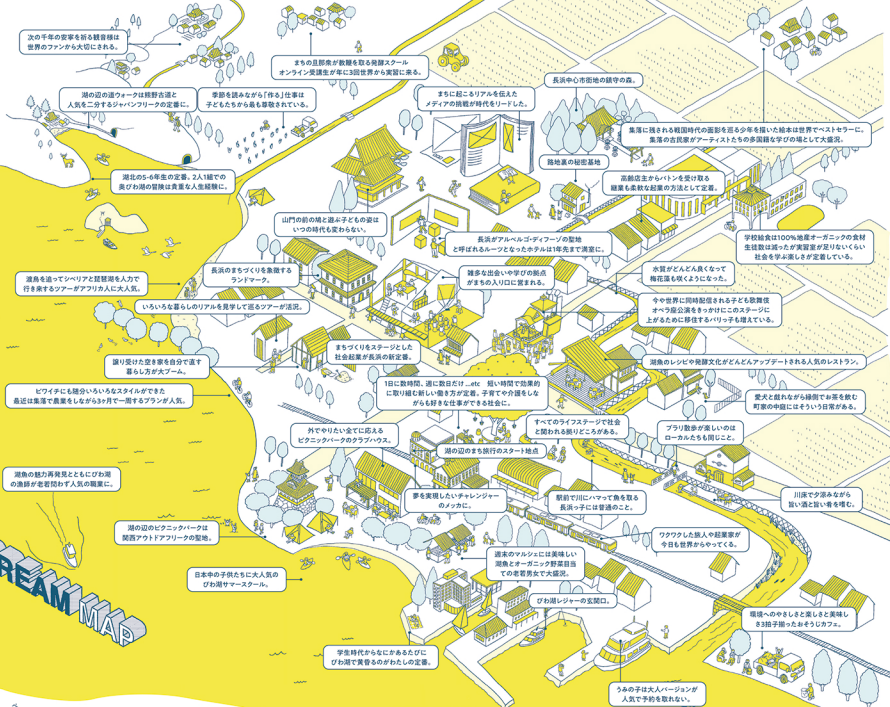 次の千年の安寧を祈る観音様は
世界のファンから大切にされる。
まちの旦那衆が教鞭を取る発酵スクール
オンライン受講生が年に3回世界から実習に来る。
湖の辺の道ウォークは熊野古道と
人気を二分するジャパンフリークの定番に。
季節を読みながら「作る」仕事は
子どもたちから最も尊敬されている。
まちに起こるリアルを伝えた
メディアの挑戦が時代をリードした。
長浜中心市街地の鎮守の森。
集落に残される戦国時代の面影を巡る少年を描いた絵本は世界でベストセラーに。
集落の古民家がアーティストたちの多国籍な学びの場として大盛況。
路地裏の秘密基地
高齢店主からバトンを受け取る
継業も柔軟な起業の方法として定着。
湖北の5-6年生の定番。2人1組での
奥びわ湖の冒険は貴重な人生経験に。
山門の前の鳩と遊ぶ子どもの姿は
いつの時代も変わらない。
長浜がアルベルゴ・ディフーゾの聖地
と呼ばれるルーツとなったホテルは1年先まで満室に。
学校給食は100%地産オーガニックの食材
生徒数は減ったが実習室が足りないくらい
社会を学ぶ楽しさが定着している。
渡鳥を追ってシベリアと琵琶湖を人力で
行き来するツアーがアフリカ人に大人気。
長浜のまちづくりを象徴する
ランドマーク。
雑多な出会いや学びの拠点
がまちの入り口に営まれる。
水質がどんどん良くなって
梅花藻も咲くようになった。
いろいろな暮らしのリアルを見学して巡るツアーが活況。
今や世界に同時配信される子ども歌舞伎
オペラ座公演をきっかけにこのステージに
上がるために移住するパリっ子も増えている。
まちづくりをステージとした
社会起業が長浜の新定番。
譲り受けた空き家を自分で直す
暮らし方が大ブーム。
湖魚のレシピや発酵文化がどんどんアップデートされる人気のレストラン。
ビワイチにも随分いろいろなスタイルができた
最近は集落で農業をしながら3ヶ月で一周するプランが人気。
1日に数時間、週に数日だけ …etc 短い時間で効果的
に取り組む新しい働き方が定着。子育てや介護をしな
がらも好きな仕事ができる社会に。
愛犬と戯れながら縁側でお茶を飲む
町家の中庭にはそういう日常がある。
外でやりたい全てに応える
ピクニックパークのクラブハウス。
すべてのライフステージで社会
と関われる拠りどころがある。
ブラリ散歩が楽しいのは
ローカルたちも同じこと。
湖の辺のまち旅行のスタート地点
湖魚の魅力再発見とともにびわ湖
の漁師が老若問わず人気の職業に。
夢を実現したいチャレンジャー
のメッカに。
駅前で川にハマって魚を取る
長浜っ子には普通のこと。
川床で夕涼みながら
旨い酒と旨い肴を嗜む。
湖の辺のピクニックパークは
関西アウトドアフリークの聖地。
ワクワクした旅人や起業家が
今日も世界からやってくる。
週末のマルシェには美味しい
湖魚とオーガニック野菜目当
ての老若男女で大盛況。
日本中の子供たちに大人気の
びわ湖サマースクール。
びわ湖レジャーの玄関口。
環境へのやさしさと楽しさと美味し
さ3拍子揃ったおそうじカフェ。
学生時代からなにかあるたびに
びわ湖で黄昏るのがわたしの定番。
うみの子は大人バージョンが
人気で予約を取れない。
REAM MAP